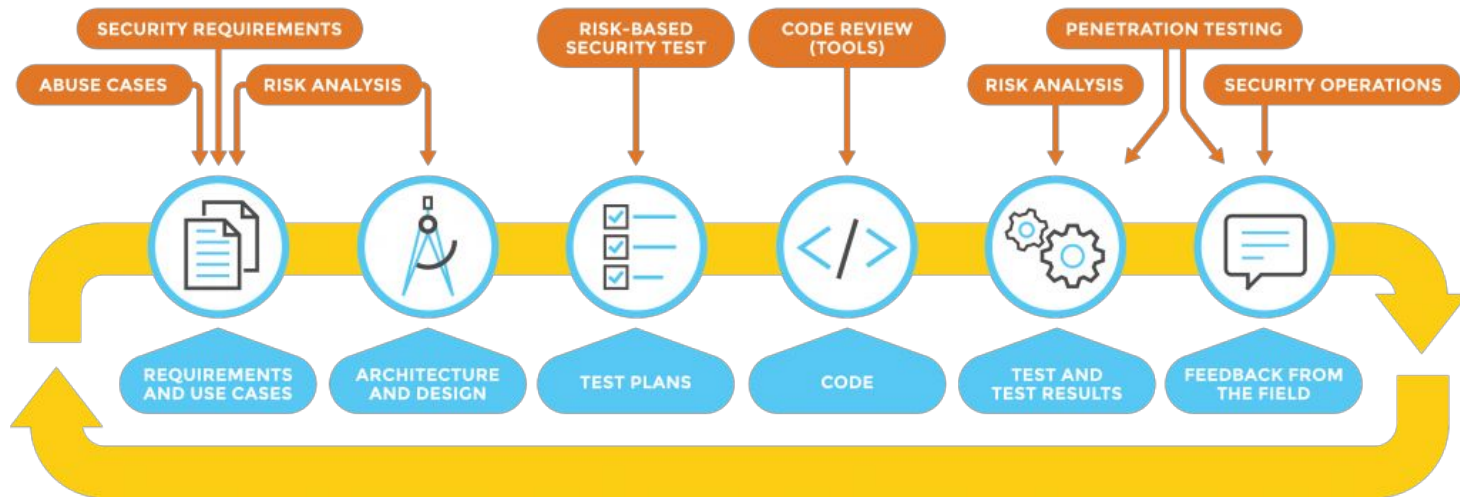 SECURITY REQUIREMENTS
ABUSE CASES
RISK ANALYSIS
RISK-BASED
SECURITY TEST
CODE REVIEW
(TOOLS)
PENETRATION TESTING
RISK ANALYSIS
SECURITY OPERATIONS
REQUIREMENTS
AND USE CASES
ARCHITECTURE
AND DESIGN
TEST PLANS
CODE
TEST AND
TEST RESULTS
FEEDBACK FROM
THE FIELD